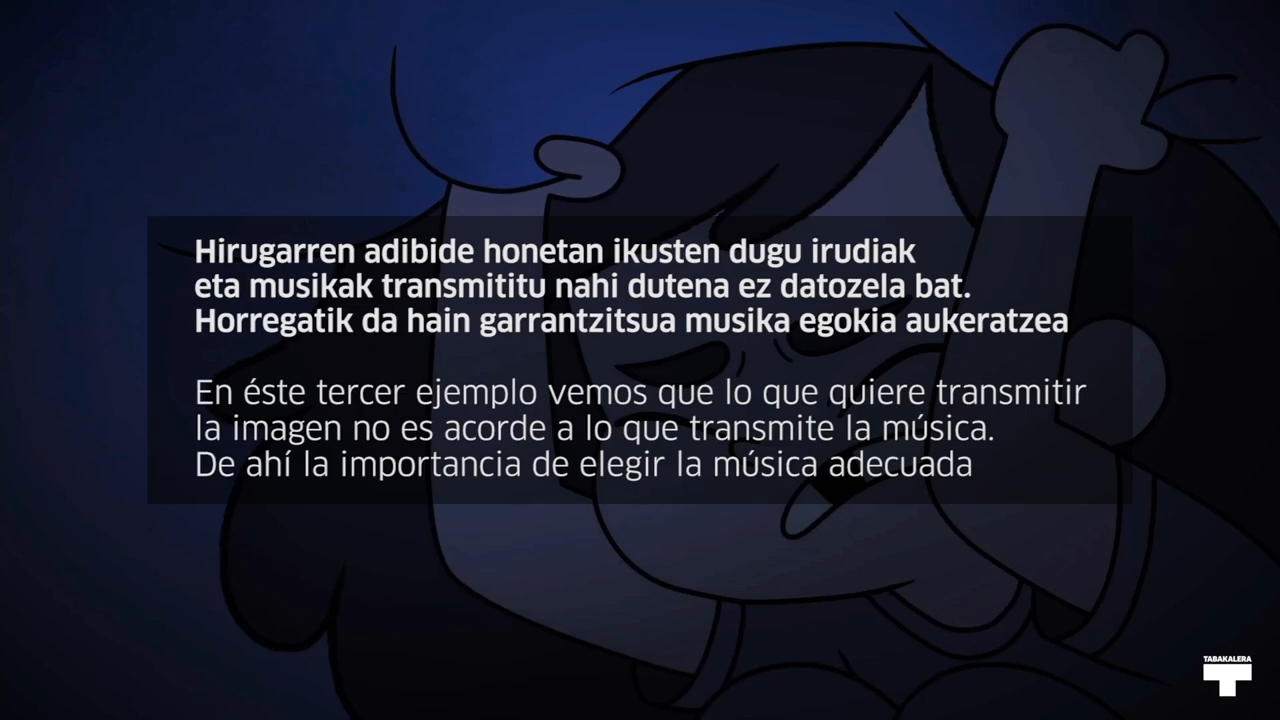 Hirugarren adibide honetan ikusten dugu irudiak
eta musikak transmititu nahi dutena ez datozela bat.
Horregatik da hain garrantzitsua musika egokia aukeratzea
En éste tercer ejemplo vemos que lo que quiere transmitir
la imagen no es acorde a lo que transmite la música.
De ahí la importancia de elegir la música adecuada
TABAKALERA